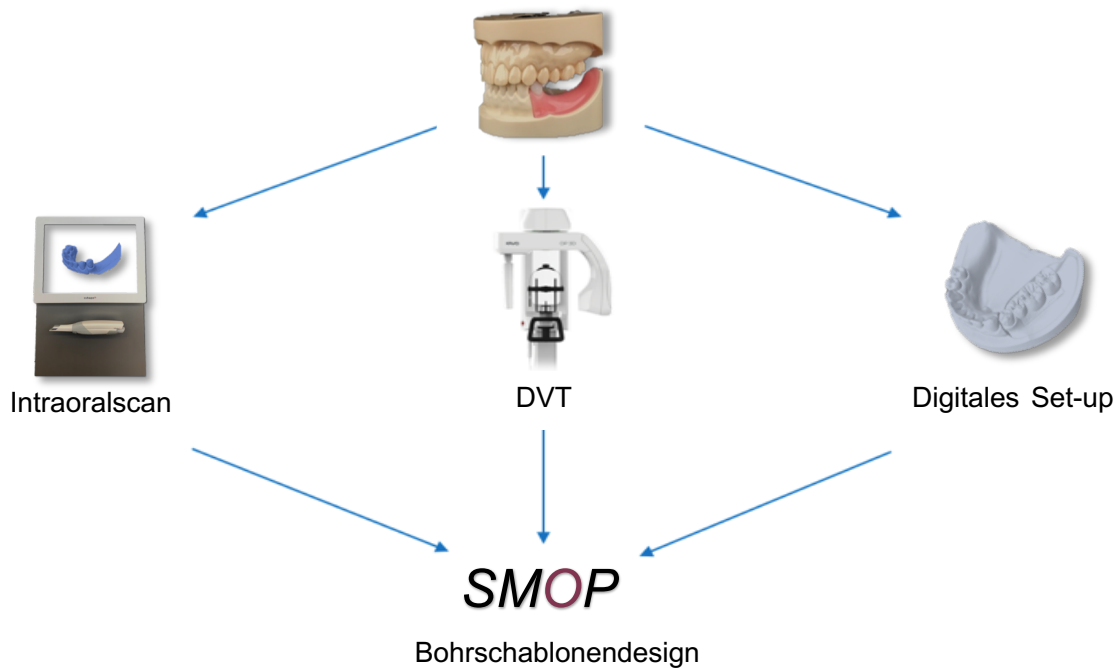 Intraoralscan
DVT
Digitales Set-up
SMOP
Bohrschablonendesign